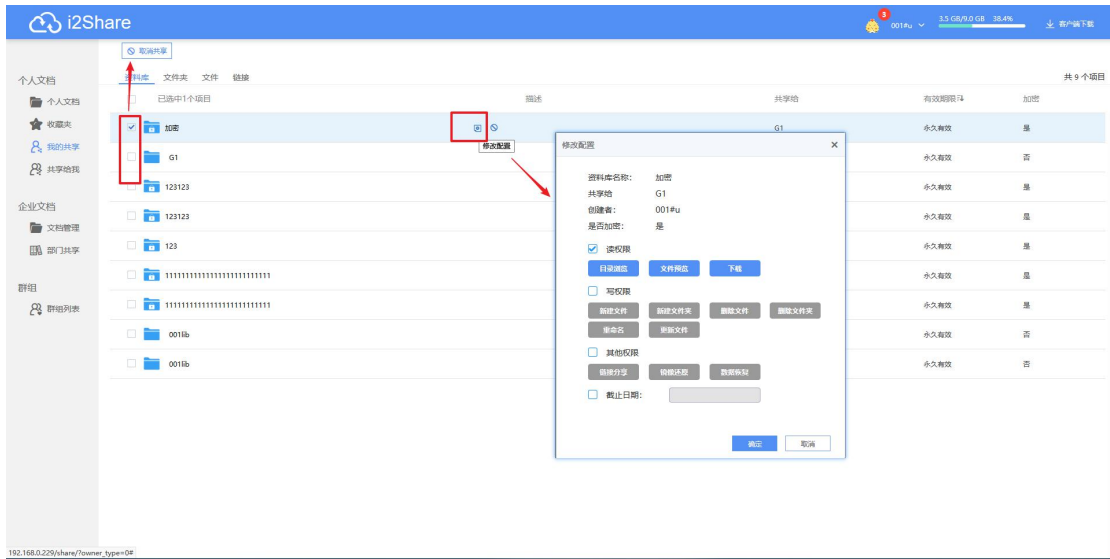 i2Share
3
001#u
3.5 GB/9.0 GB 38.4%
客户端下载
取消共享
个人文档
个人文档
收藏夹
我的共享
共享给我
企业文档
文档管理
部门共享
群组
群组列表
资料库 文件夹 文件 链接
共 9 个项目
已选中1个项目 描述 共享给 有效期限 加密
加密 G1 永久有效 是
修改配置
G1 永久有效 否
123123 永久有效 是
123123 永久有效 是
123 永久有效 是
1111111111111111111111111 永久有效 是
1111111111111111111111111 永久有效 是
001lib 永久有效 否
001lib 永久有效 否
修改配置
资料库名称: 加密
共享给 G1
创建者: 001#u
是否加密: 是
读权限
目录浏览 文件预览 下载
写权限
新建文件 新建文件夹 删除文件 删除文件夹
重命名 更新文件
其他权限
链接分享 镜像还原 数据恢复
截止日期:
确定 取消
192.168.0.229/share/?owner_type=0#